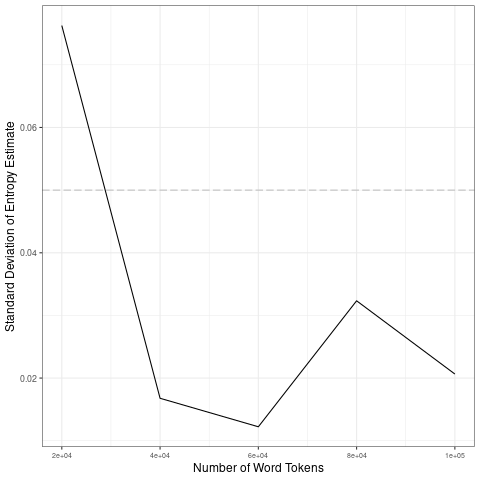 Standard Deviation of Entropy Estimate
0.06
0.04
0.02
2e+04 4e+04 6e+04 8e+04 1e+05
Number of Word Tokens